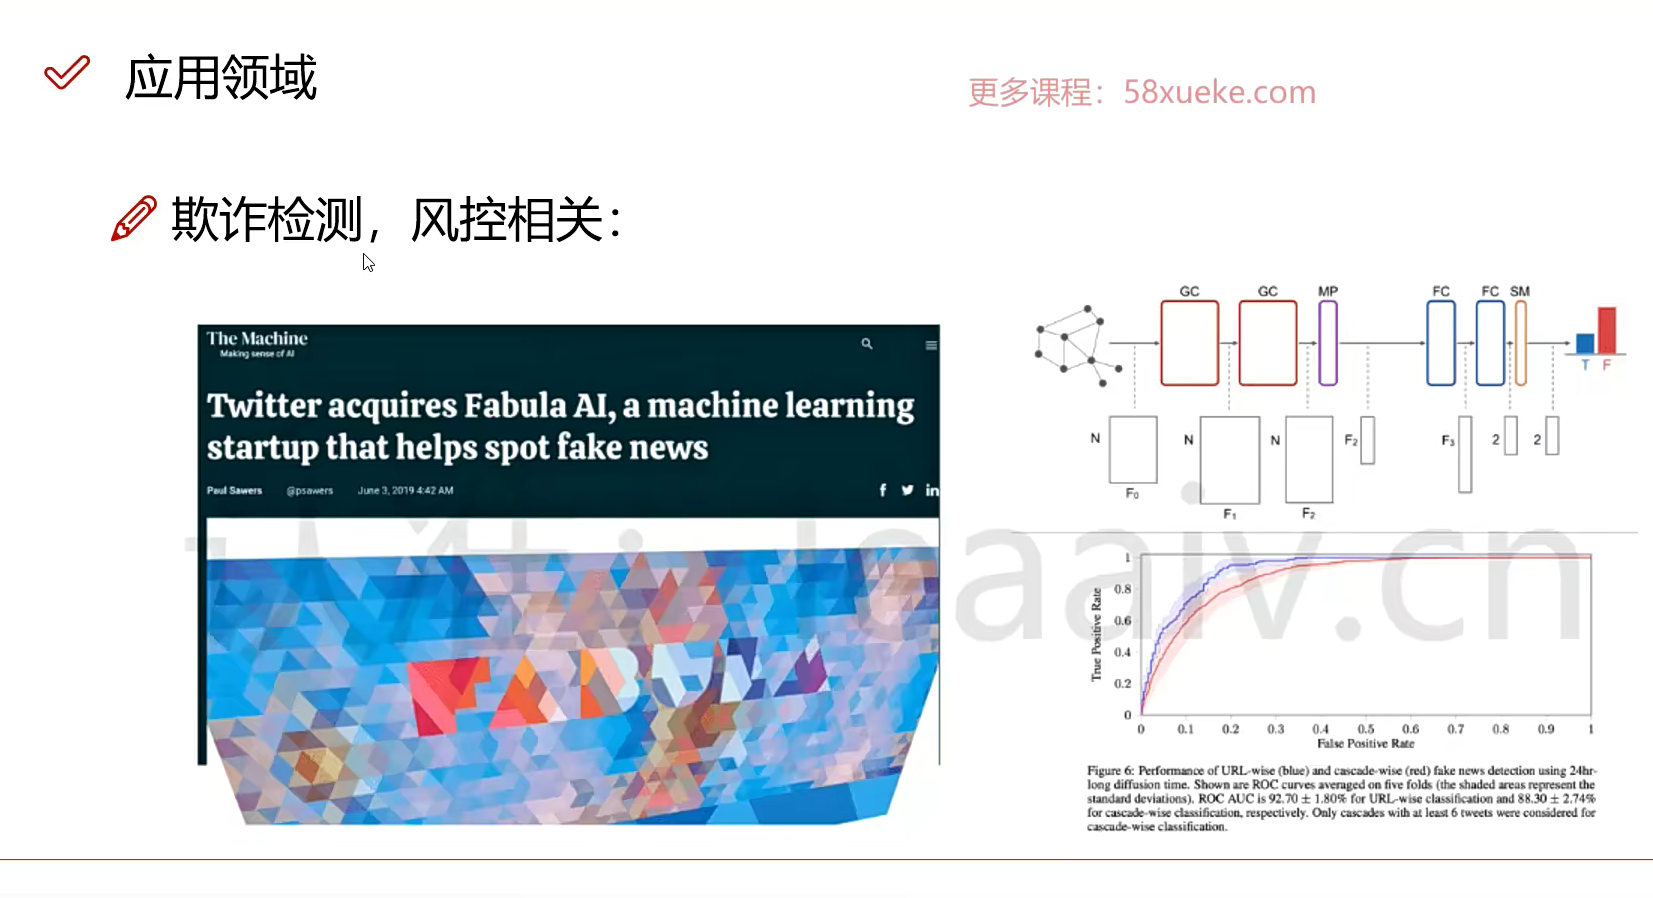 应用领域
更多课程：58xueke.com
欺诈检测，风控相关：
The Machine
Making sense of AI
Twitter acquires Fabula AI, a machine learning
startup that helps spot fake news
Paul Sawers @psawers June 3, 2019 4:42 AM
f in
FABULA
GC GC MP FC FC SM
T F
N N N F2 F3 2 2
F0
F1 F2
1
0.8
0.6
0.4
0.2
0
True Positive Rate
0 0.1 0.2 0.3 0.4 0.5 0.6 0.7 0.8 0.9 1
False Positive Rate
Figure 6: Performance of URL-wise (blue) and cascade-wise (red) fake news detection using 24hr-
long diffusion time. Shown are ROC curves averaged on five folds (the shaded areas represent the
standard deviations). ROC AUC is 92.70 ± 1.80% for URL-wise classification and 88.30 ± 2.74%
for cascade-wise classification, respectively. Only cascades with at least 6 tweets were considered for
cascade-wise classification.